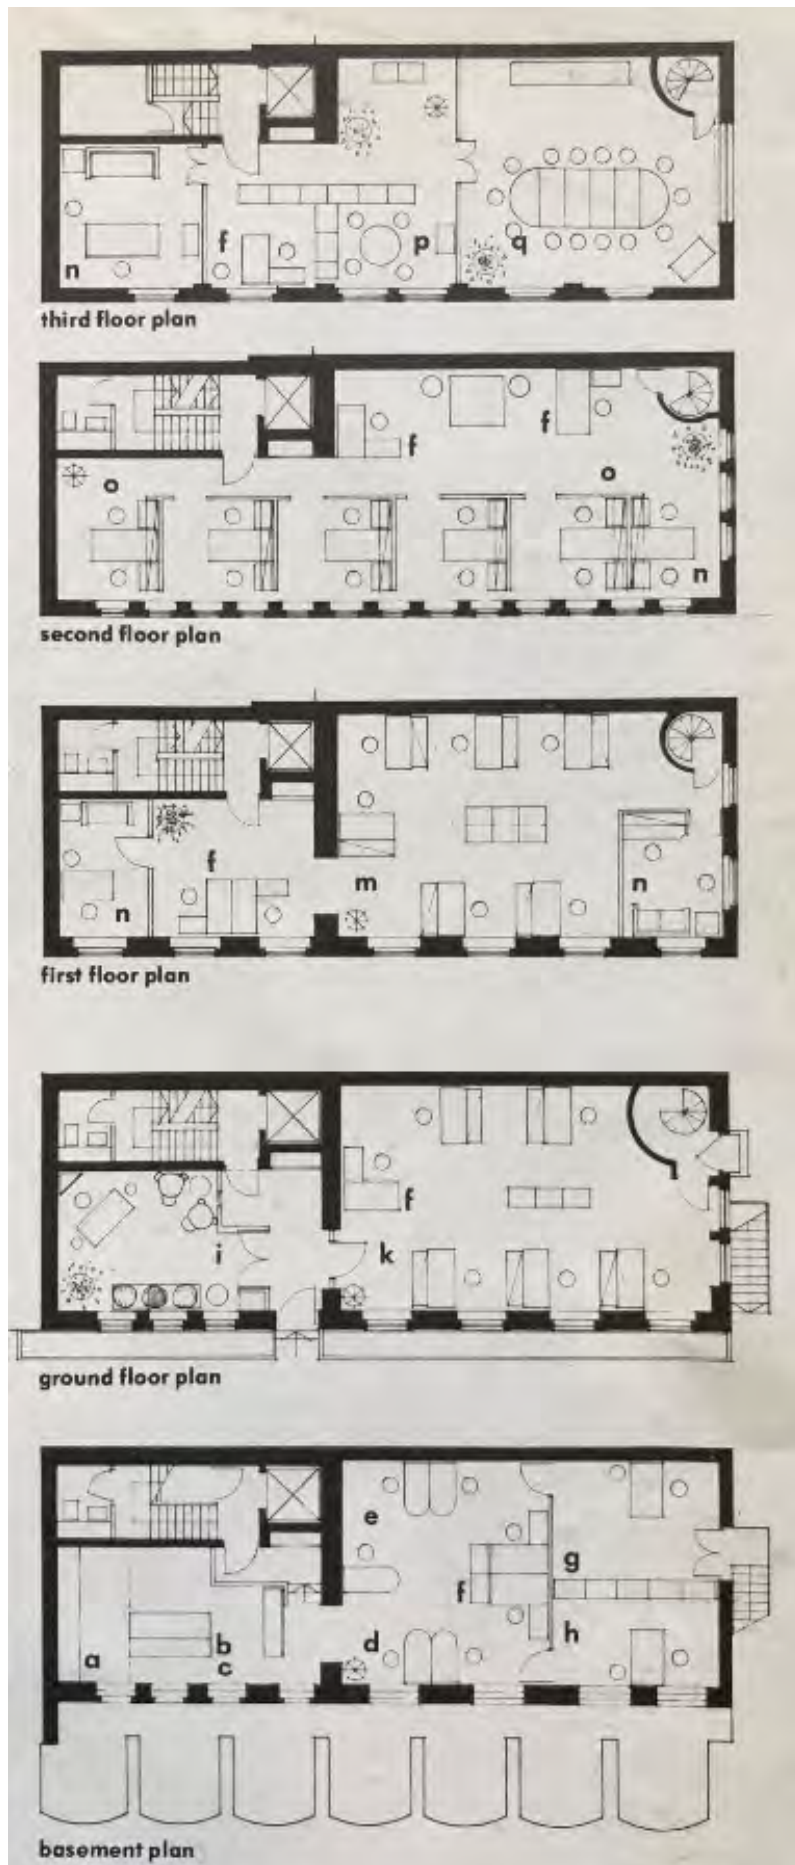 n f p q
third floor plan
f f
o o
n
second floor plan
f
n m n
first floor plan
f
i k
ground floor plan
e
g
f
b d h
a c
basement plan